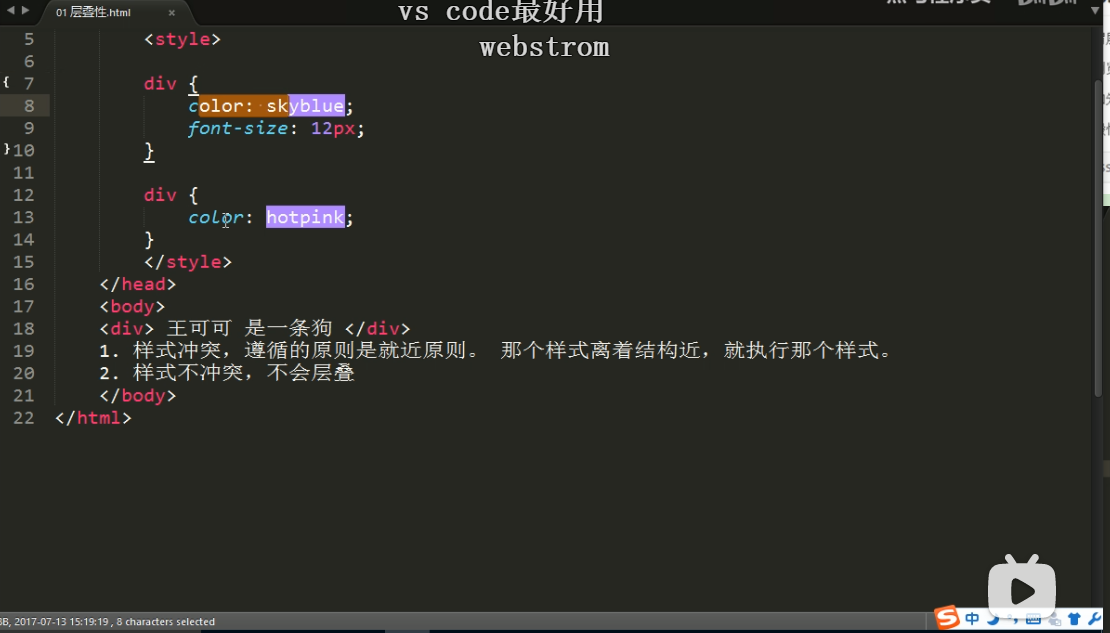 01 层叠性.html
vs code最好用
webstrom
5 <style>
6
7 div {
8 color: skyblue;
9 font-size: 12px;
10 }
11
12 div {
13 color: hotpink;
14 }
15 </style>
16 </head>
17 <body>
18 <div> 王可可 是一条狗 </div>
19 1. 样式冲突，遵循的原则是就近原则。 那个样式离着结构近，就执行那个样式。
20 2. 样式不冲突，不会层叠
21 </body>
22 </html>
8B, 2017-07-13 15:19:19 , 8 characters selected
中